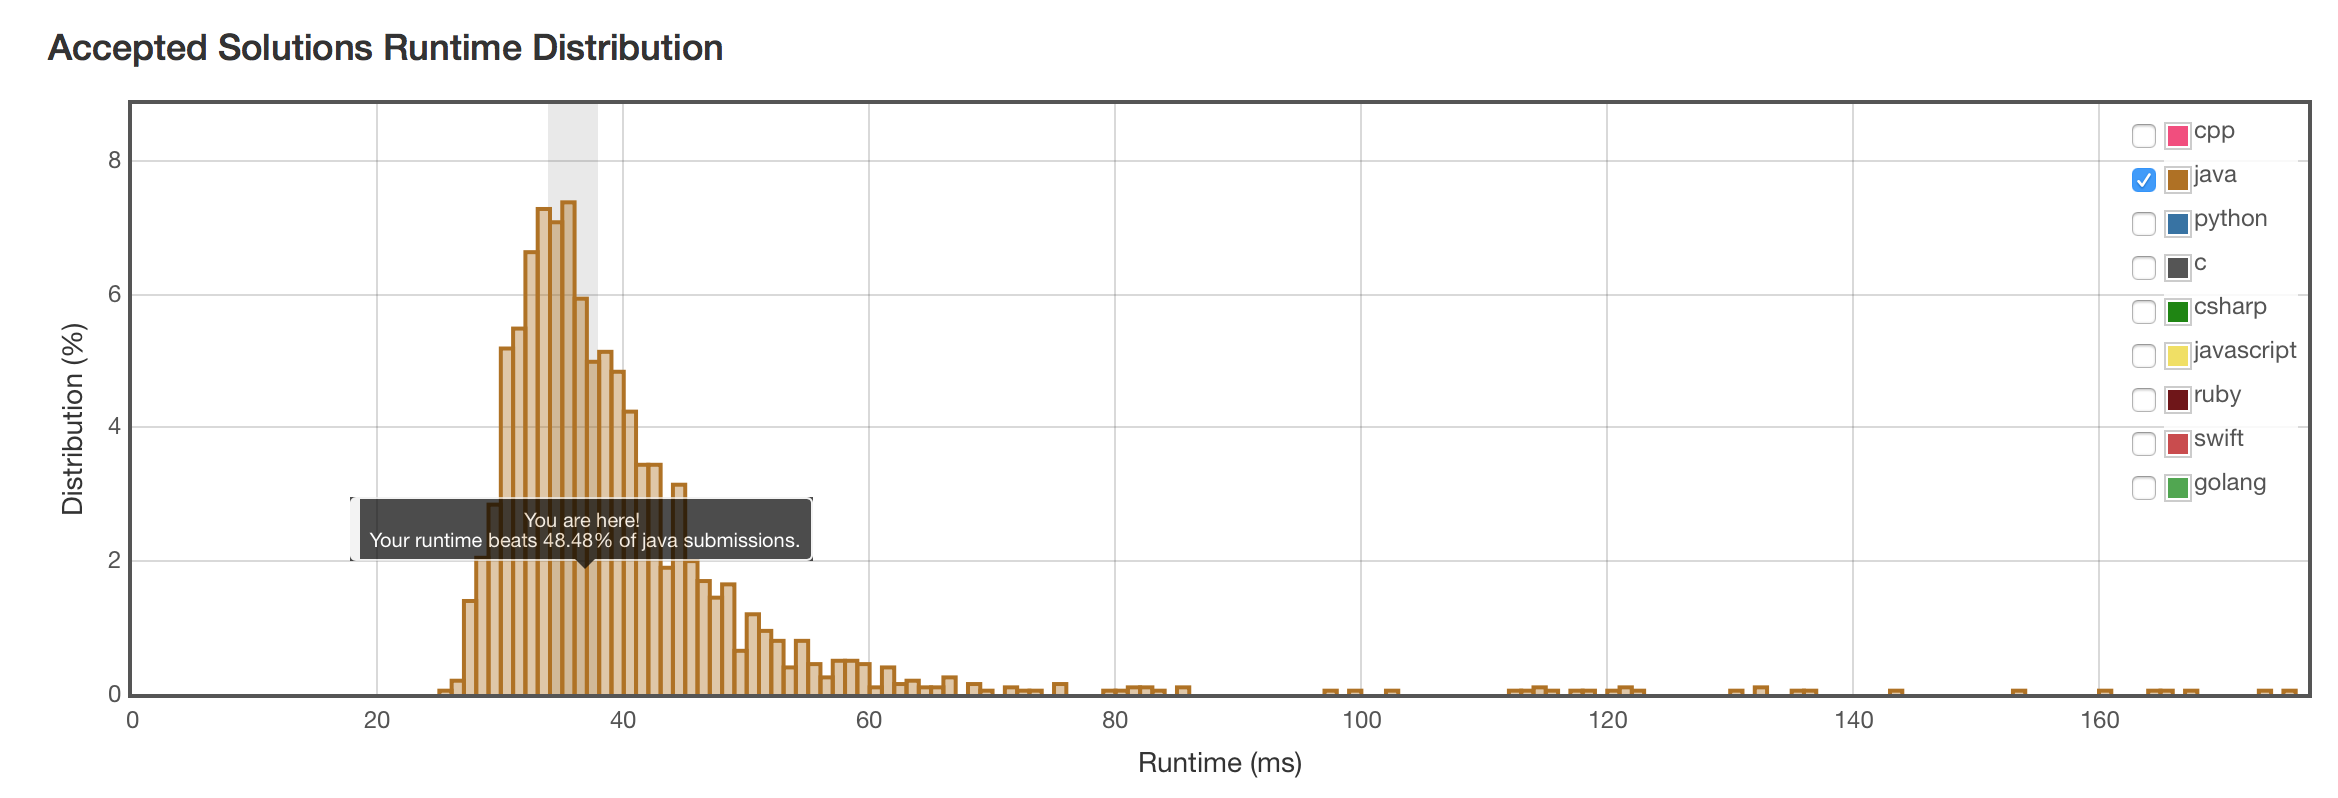 Accepted Solutions Runtime Distribution
cpp
8
java
python
c
6
csharp
javascript
ruby
4
swift
golang
Distribution (%)
You are here!
Your runtime beats 48.48% of java submissions.
2
0
0 20 40 60 80 100 120 140 160
Runtime (ms)